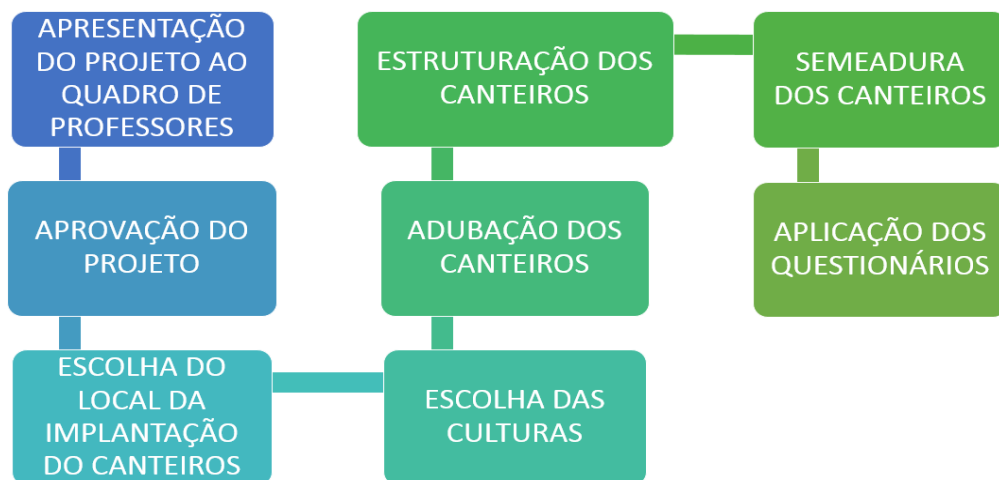 APRESENTAÇÃO
DO PROJETO AO
QUADRO DE
PROFESSORES
APROVAÇÃO DO
PROJETO
ESCOLHA DO
LOCAL DA
IMPLANTAÇÃO
DO CANTEIROS
ESCOLHA DAS
CULTURAS
ADUBAÇÃO DOS
CANTEIROS
ESTRUTURAÇÃO DOS
CANTEIROS
SEMEADURA
DOS CANTEIROS
APLICAÇÃO DOS
QUESTIONÁRIOS